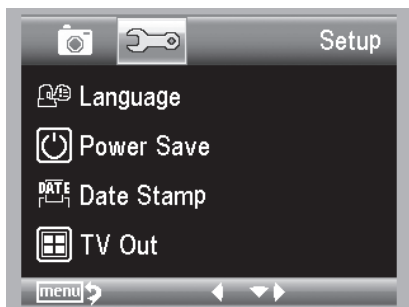 Setup
Language
Power Save
DATE Date Stamp
TV Out
menu